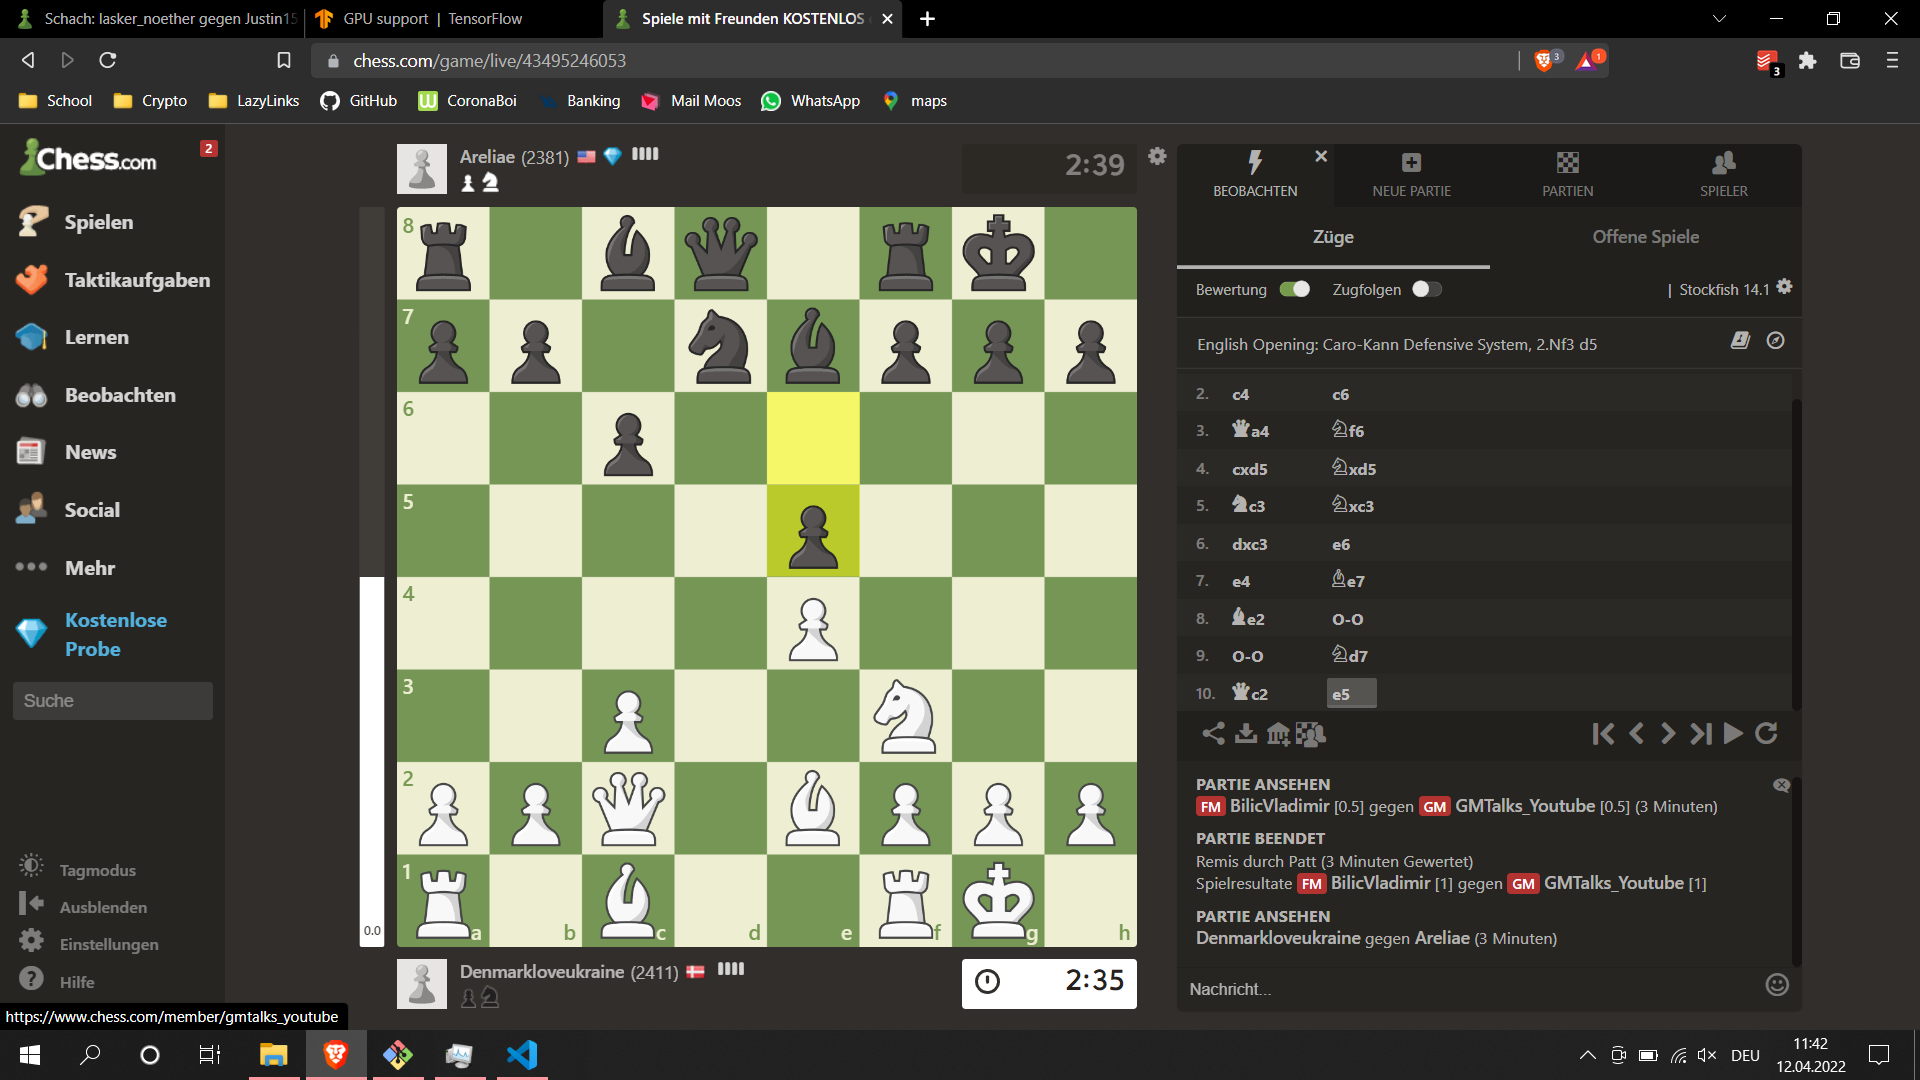 Schach: lasker_noether gegen Justin15
GPU support | TensorFlow
Spiele mit Freunden KOSTENLOS
chess.com/game/live/43495246053
3
1
3
School
Crypto
LazyLinks
GitHub
CoronaBoi
Banking
Mail Moos
WhatsApp
maps
Chess.com
2
Spielen
Taktikaufgaben
Lernen
Beobachten
News
Social
Mehr
Kostenlose
Probe
Suche
Tagmodus
Ausblenden
Einstellungen
Hilfe
https://www.chess.com/member/gmtalks_youtube
Areliae (2381)
2:39
8
7
6
5
4
3
2
1
a b c d e f g h
0.0
Denmarkloveukraine (2411)
2:35
BEOBACHTEN
NEUE PARTIE
PARTIEN
SPIELER
Züge
Offene Spiele
Bewertung
Zugfolgen
| Stockfish 14.1
English Opening: Caro-Kann Defensive System, 2.Nf3 d5
2. c4 c6
3. ♛a4 ♘f6
4. cxd5 ♘xd5
5. ♞c3 ♘xc3
6. dxc3 e6
7. e4 ♗e7
8. ♝e2 O-O
9. O-O ♘d7
10. ♛c2 e5
PARTIE ANSEHEN
FM BilicVladimir [0.5] gegen GM GMTalks_Youtube [0.5] (3 Minuten)
PARTIE BEENDET
Remis durch Patt (3 Minuten Gewertet)
Spielresultate FM BilicVladimir [1] gegen GM GMTalks_Youtube [1]
PARTIE ANSEHEN
Denmarkloveukraine gegen Areliae (3 Minuten)
Nachricht...
DEU
11:42
12.04.2022